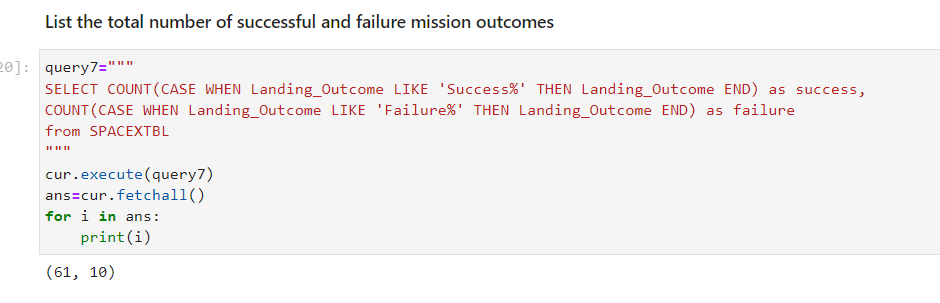 List the total number of successful and failure mission outcomes
20]:
query7="""
SELECT COUNT(CASE WHEN Landing_Outcome LIKE 'Success%' THEN Landing_Outcome END) as success,
COUNT(CASE WHEN Landing_Outcome LIKE 'Failure%' THEN Landing_Outcome END) as failure
from SPACEXTBL
"""
cur.execute(query7)
ans=cur.fetchall()
for i in ans:
    print(i)
(61, 10)